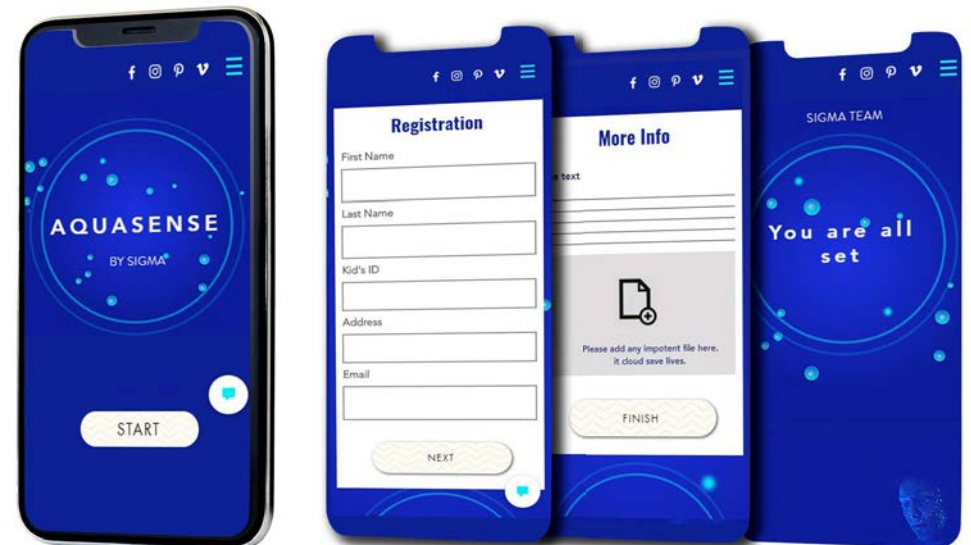 AQUASENSE
BY SIGMA
START
Registration
First Name
Last Name
Kid's ID
Address
Email
NEXT
More Info
text
Please add any impotent file here,
it cloud save lives.
FINISH
SIGMA TEAM
You are all
set